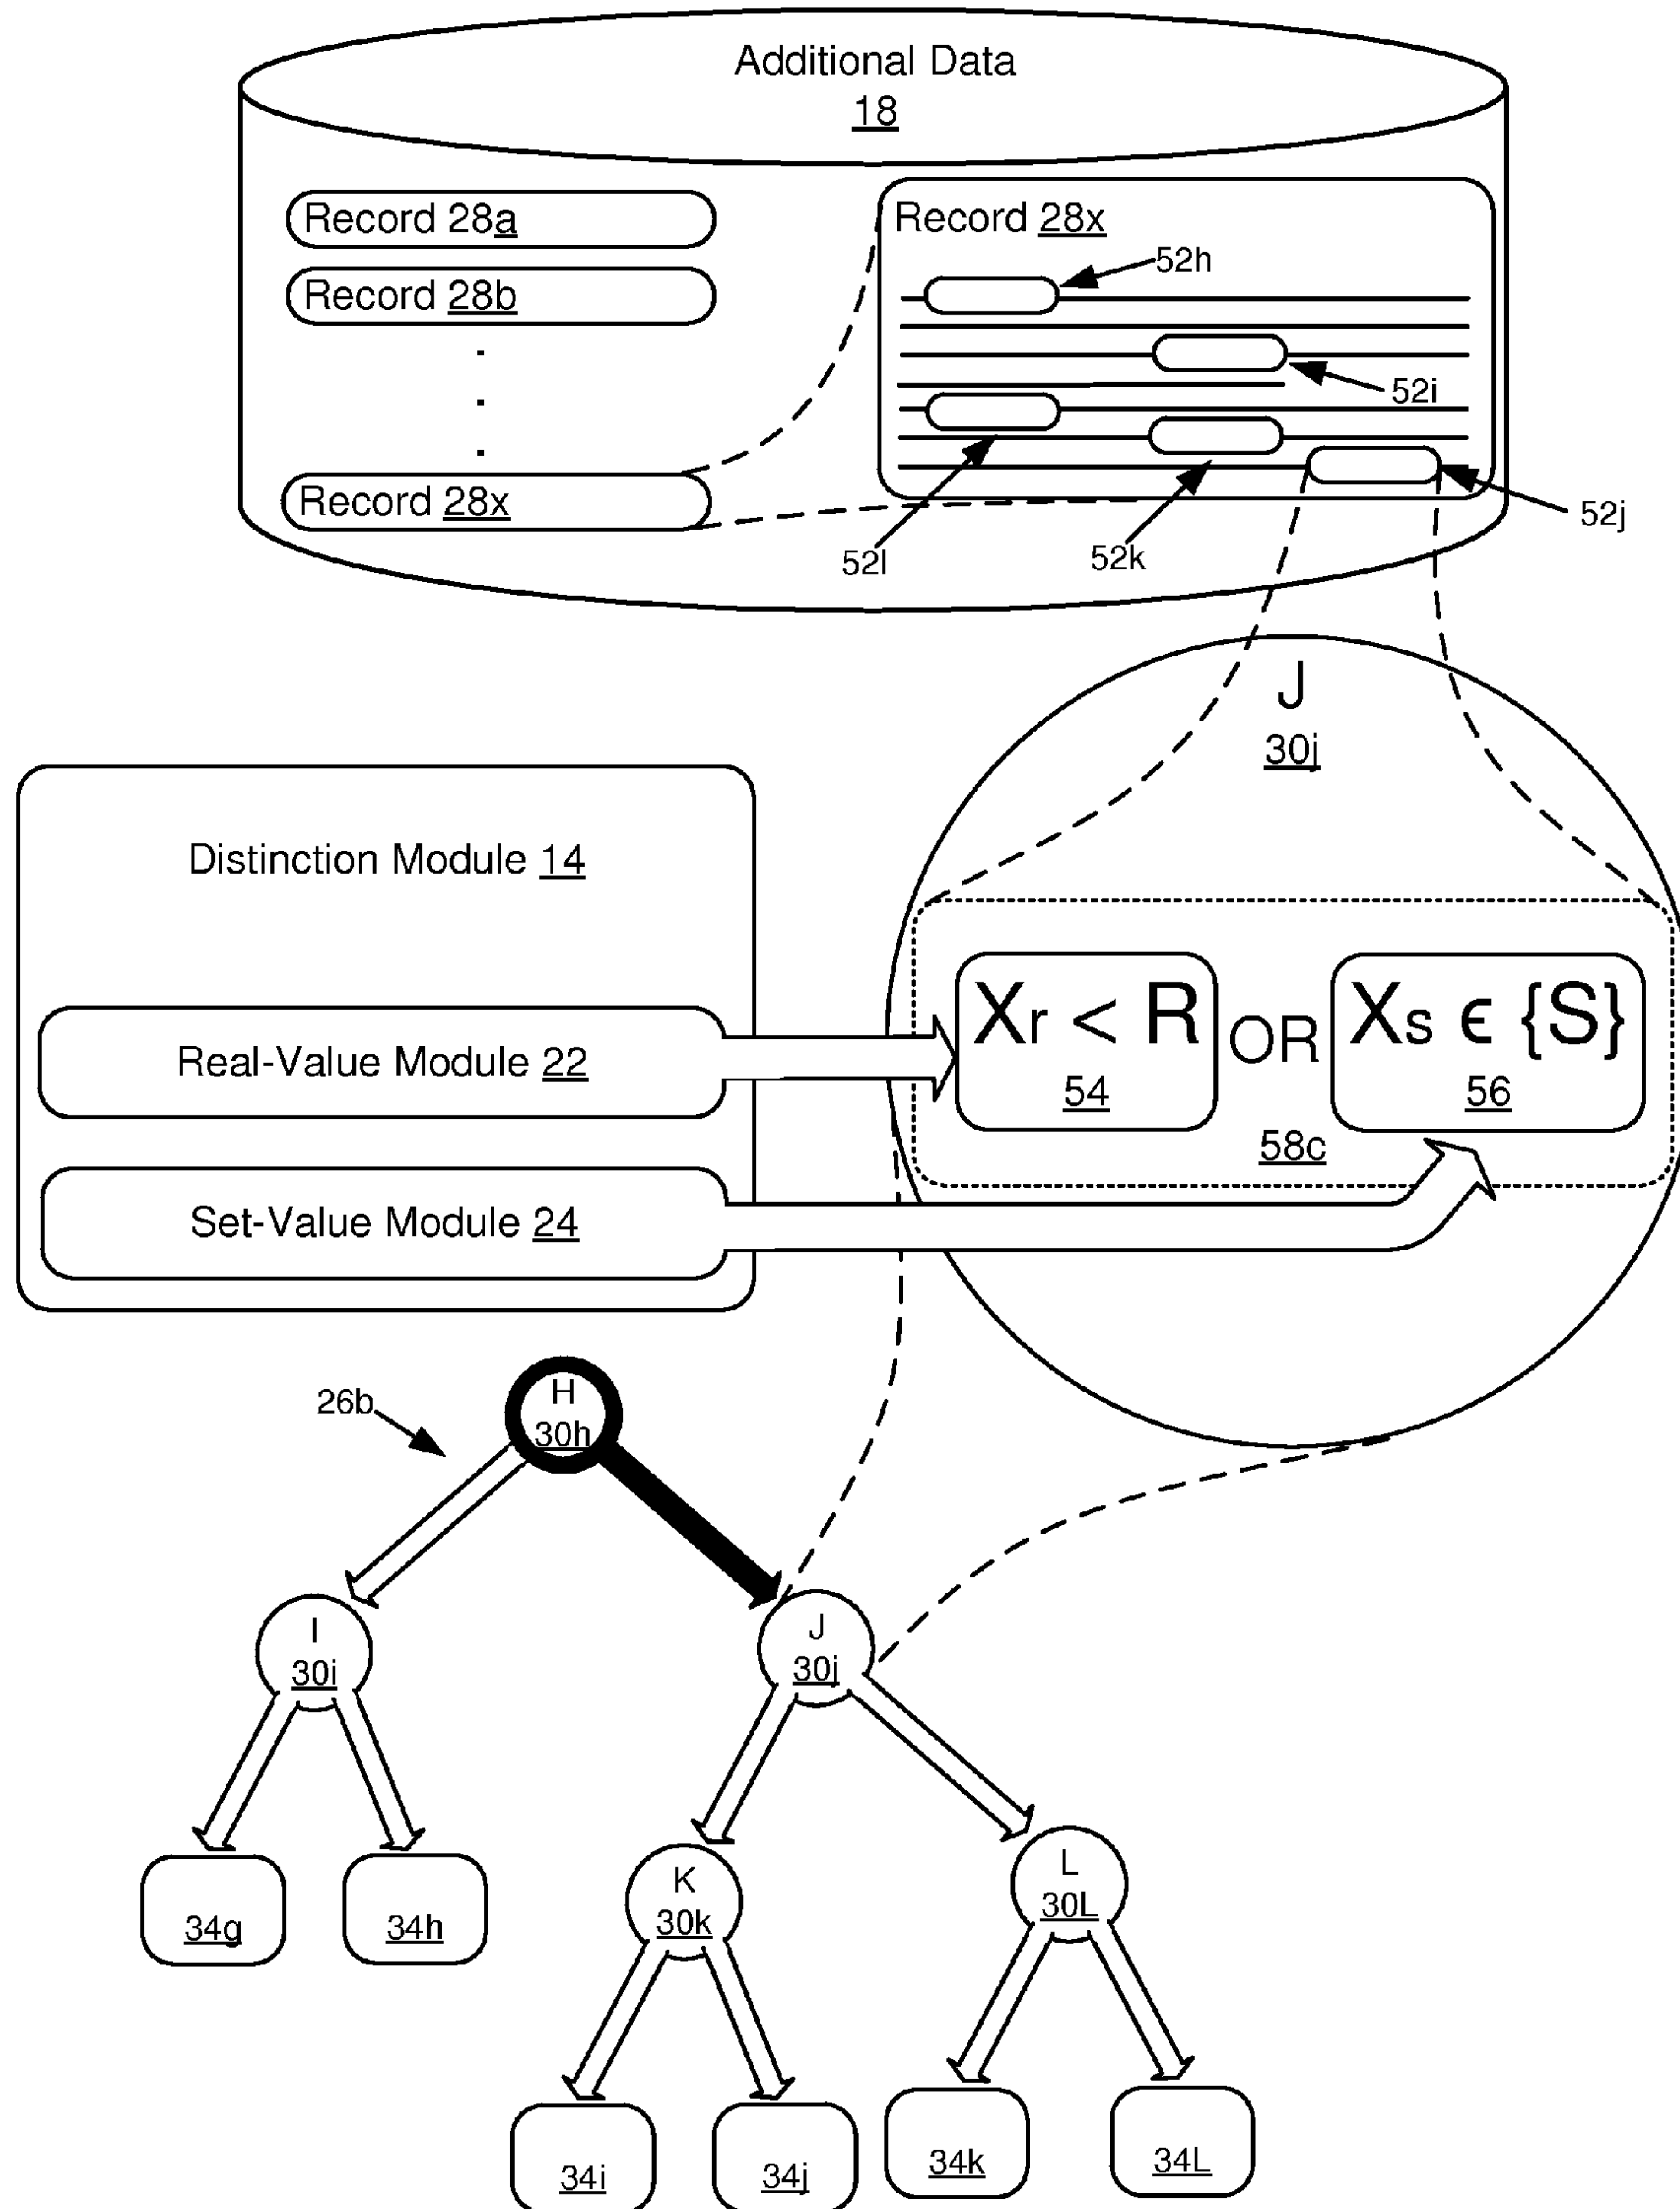 Additional Data
18
Record 28a
Record 28x
52h
Record 28b
.
52i
.
.
Record 28x
52j
52l
52k
J
30j
Distinction Module 14
Xr < R
OR
Xs ϵ {S}
Real-Value Module 22
54
56
58c
Set-Value Module 24
H
26b
30h
I
30i
J
30j
K
30k
L
30L
34g
34h
34i
34j
34k
34L